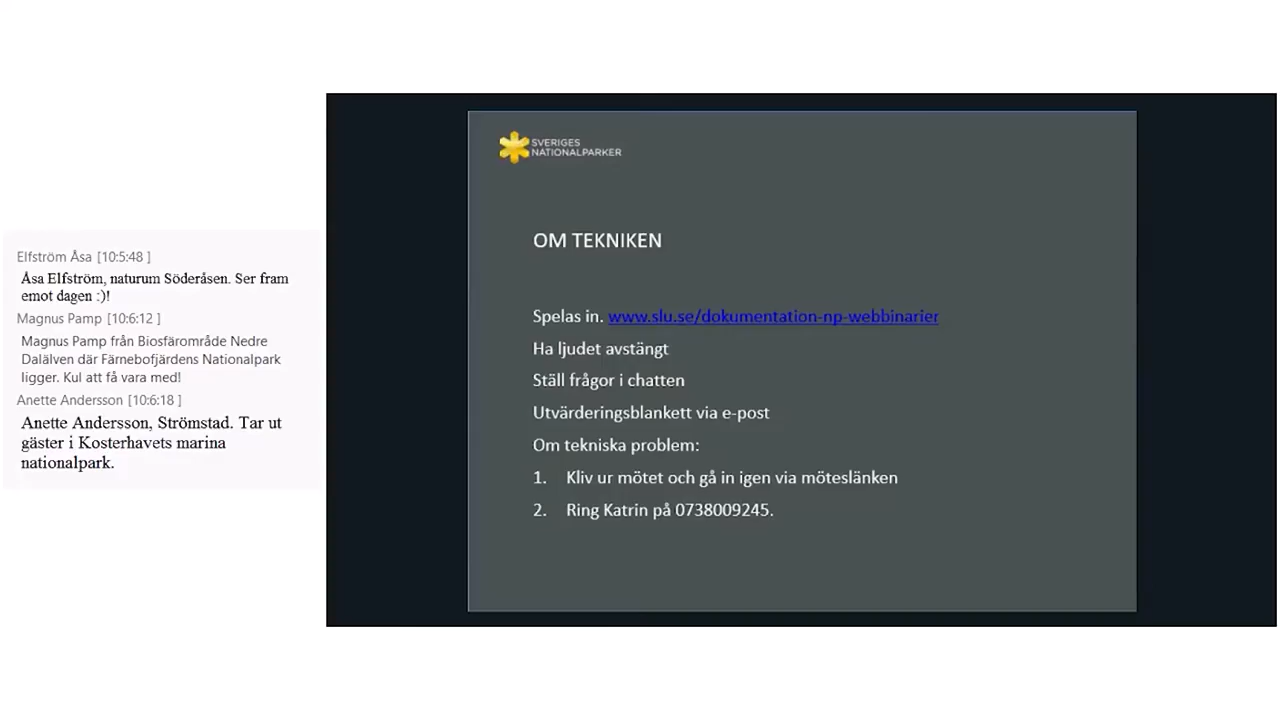 Elfström Åsa [10:5:48 ]
Åsa Elfström, naturum Söderåsen. Ser fram
emot dagen :)!
Magnus Pamp [10:6:12 ]
Magnus Pamp från Biosfärområde Nedre
Dalälven där Färnebofjärdens Nationalpark
ligger. Kul att få vara med!
Anette Andersson [10:6:18 ]
Anette Andersson, Strömstad. Tar ut
gäster i Kosterhavets marina
nationalpark.
SVERIGES
NATIONALPARKER
OM TEKNIKEN
Spelas in. www.slu.se/dokumentation-np-webbinarier
Ha ljudet avstängt
Ställ frågor i chatten
Utvärderingsblankett via e-post
Om tekniska problem:
1. Kliv ur mötet och gå in igen via möteslänken
2. Ring Katrin på 0738009245.